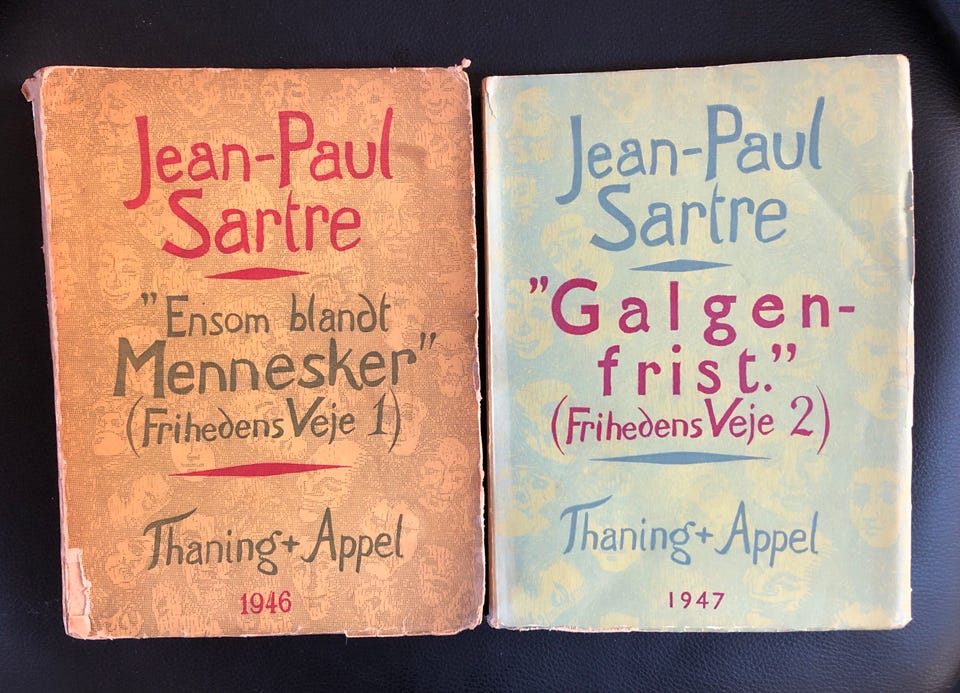 Jean-Paul
Sartre
"Ensom blandt
Mennesker"
(Frihedens Veje 1)
Thaning + Appel
1946
Jean-Paul
Sartre
"Galgen-
frist."
(Frihedens Veje 2)
Thaning + Appel
1947